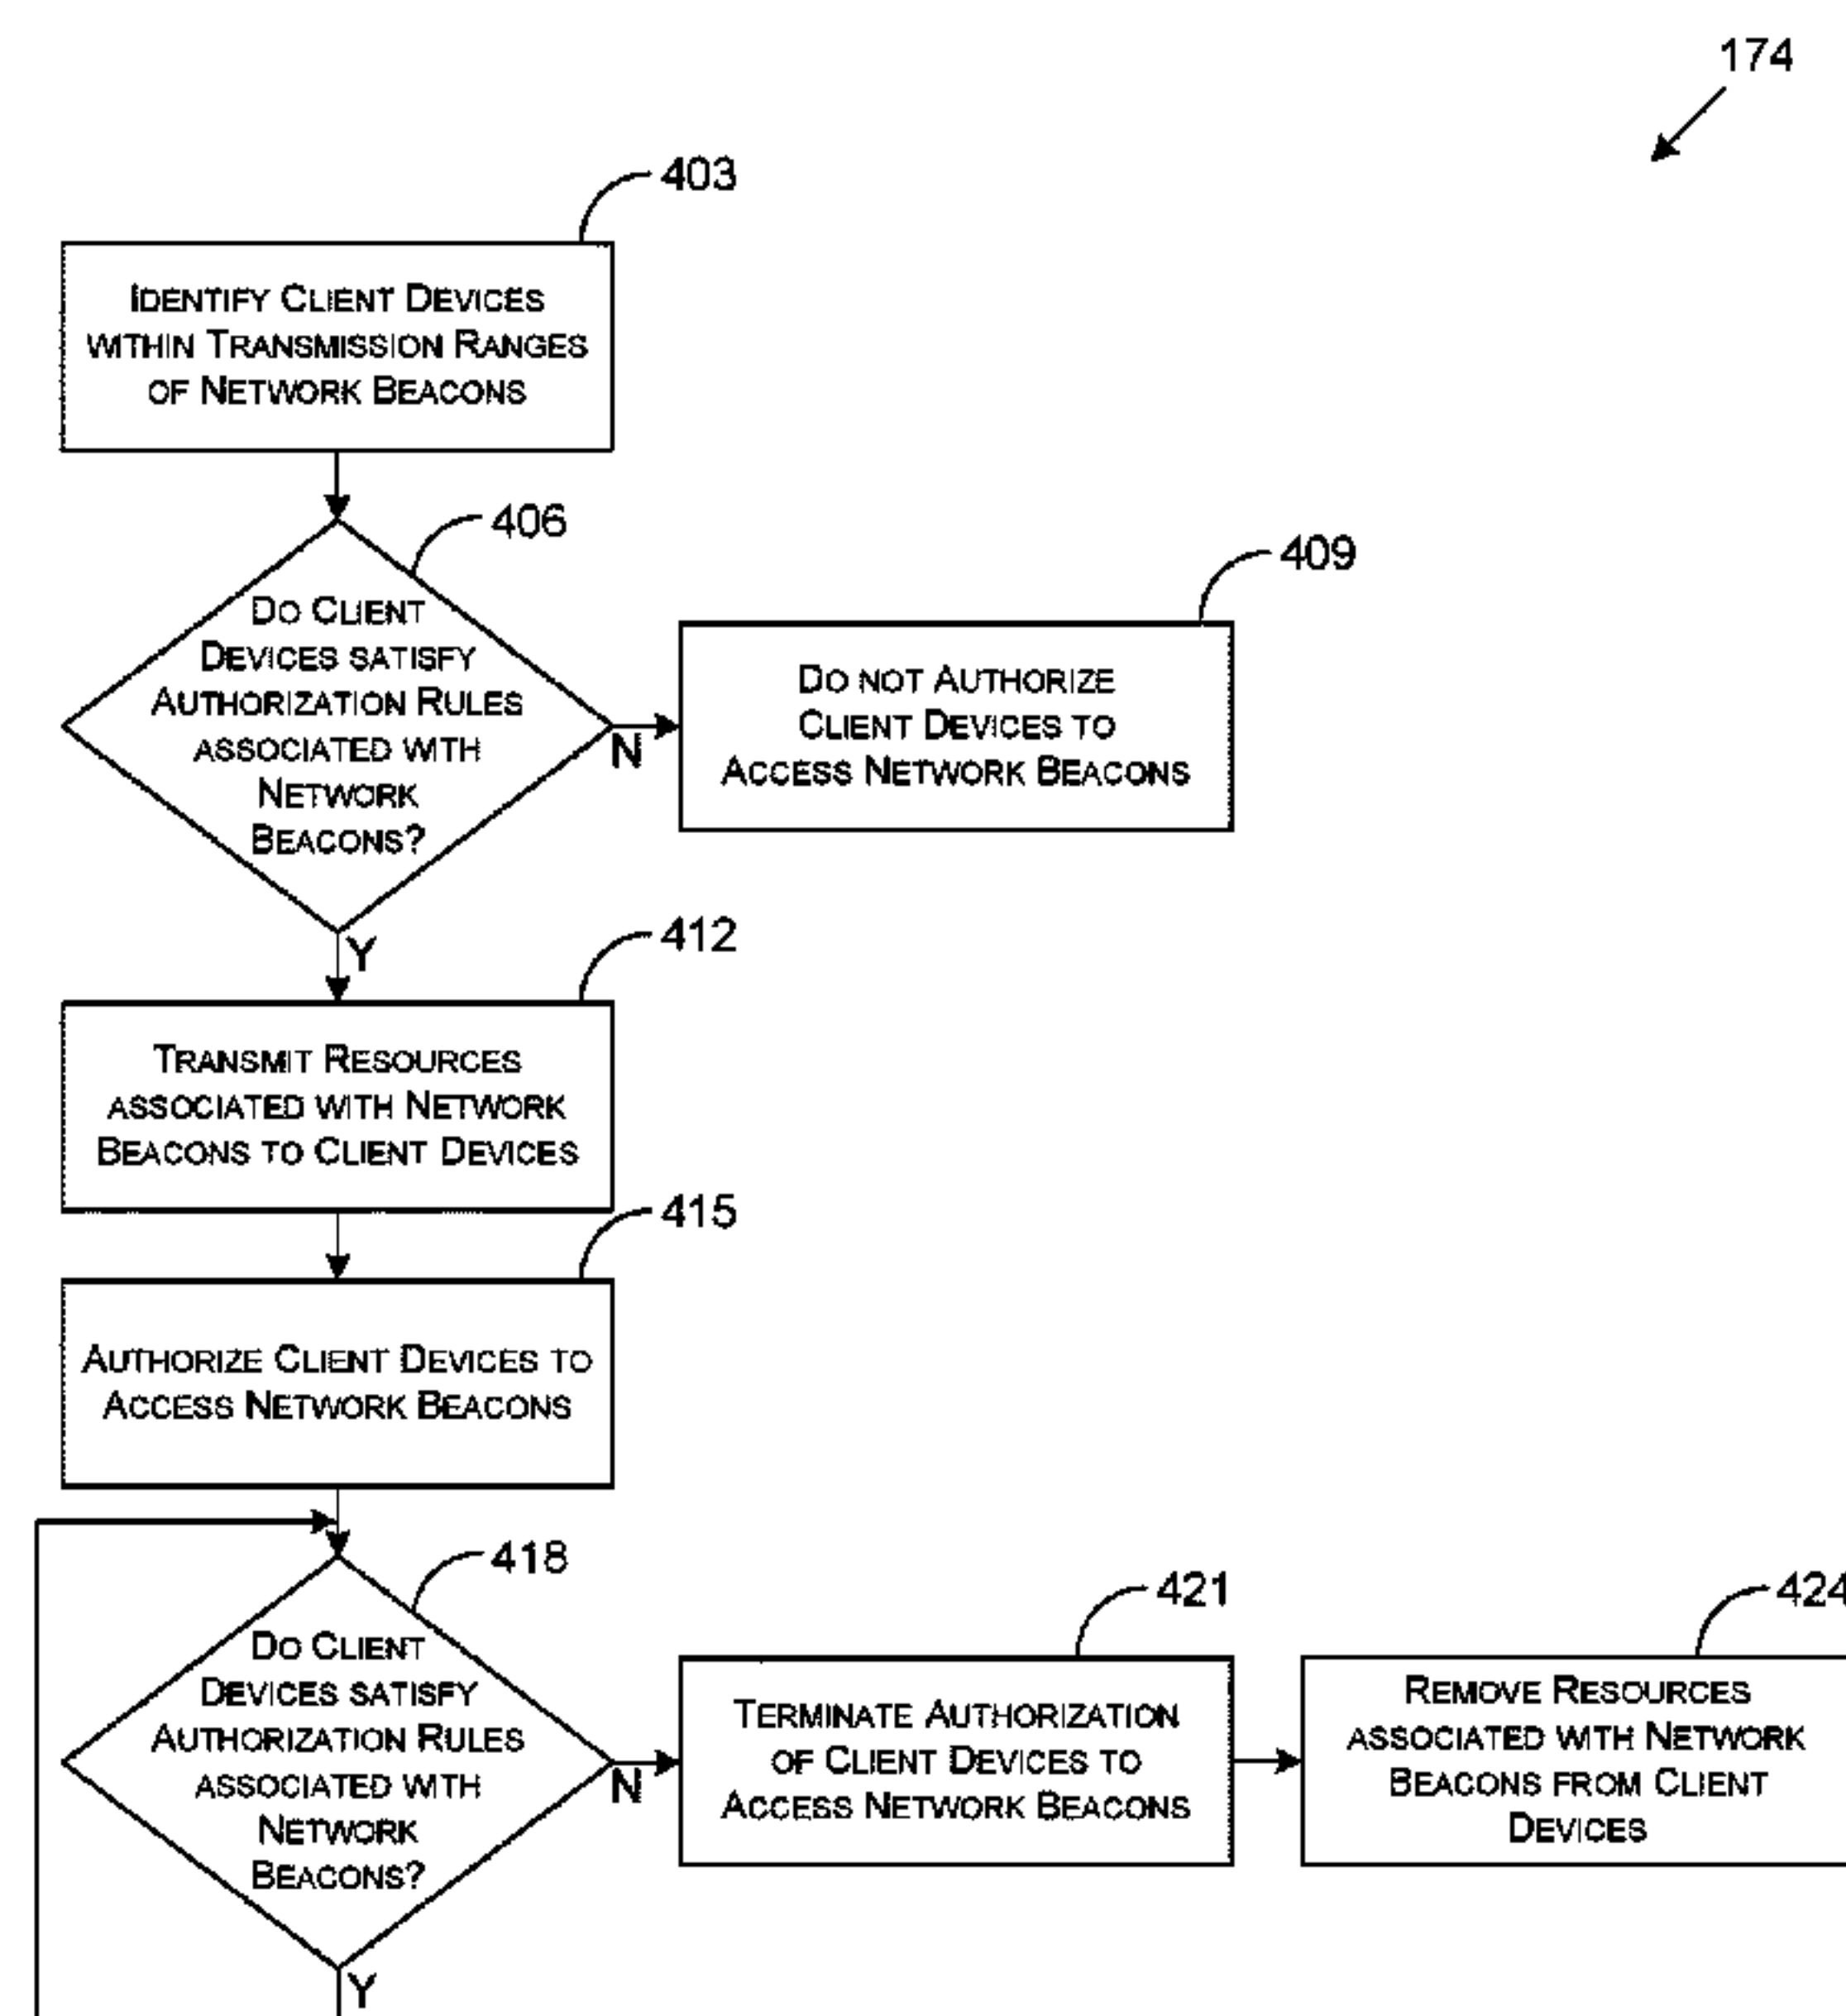 174
403
Identify Client Devices
within Transmission Ranges
of Network Beacons
406
Do Client
Devices satisfy
Authorization Rules
associated with
Network
Beacons?
N
409
Do not Authorize
Client Devices to
Access Network Beacons
Y
412
Transmit Resources
associated with Network
Beacons to Client Devices
415
Authorize Client Devices to
Access Network Beacons
418
Do Client
Devices satisfy
Authorization Rules
associated with
Network
Beacons?
N
421
Terminate Authorization
of Client Devices to
Access Network Beacons
424
Remove Resources
associated with Network
Beacons from Client
Devices
Y